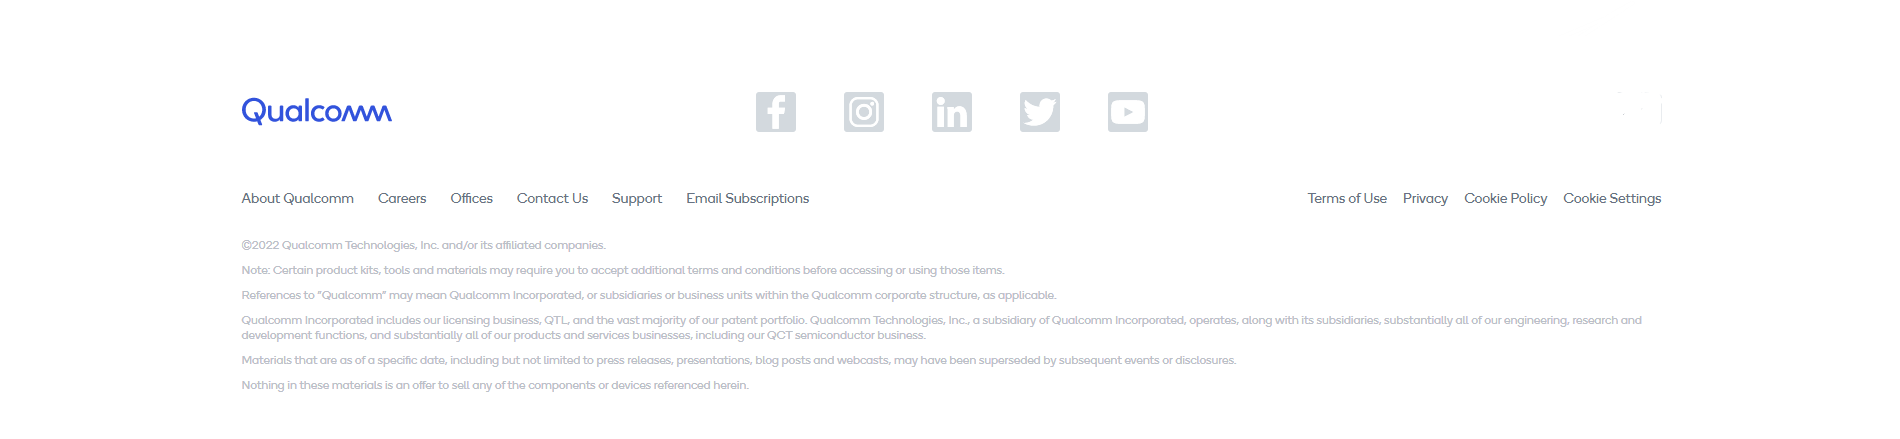 Qualcomm
About Qualcomm Careers Offices Contact Us Support Email Subscriptions Terms of Use Privacy Cookie Policy Cookie Settings
©2022 Qualcomm Technologies, Inc. and/or its affiliated companies.
Note: Certain product kits, tools and materials may require you to accept additional terms and conditions before accessing or using those items.
References to "Qualcomm" may mean Qualcomm Incorporated, or subsidiaries or business units within the Qualcomm corporate structure, as applicable.
Qualcomm Incorporated includes our licensing business, QTL, and the vast majority of our patent portfolio. Qualcomm Technologies, Inc., a subsidiary of Qualcomm Incorporated, operates, along with its subsidiaries, substantially all of our engineering, research and
development functions, and substantially all of our products and services businesses, including our QCT semiconductor business.
Materials that are as of a specific date, including but not limited to press releases, presentations, blog posts and webcasts, may have been superseded by subsequent events or disclosures.
Nothing in these materials is an offer to sell any of the components or devices referenced herein.